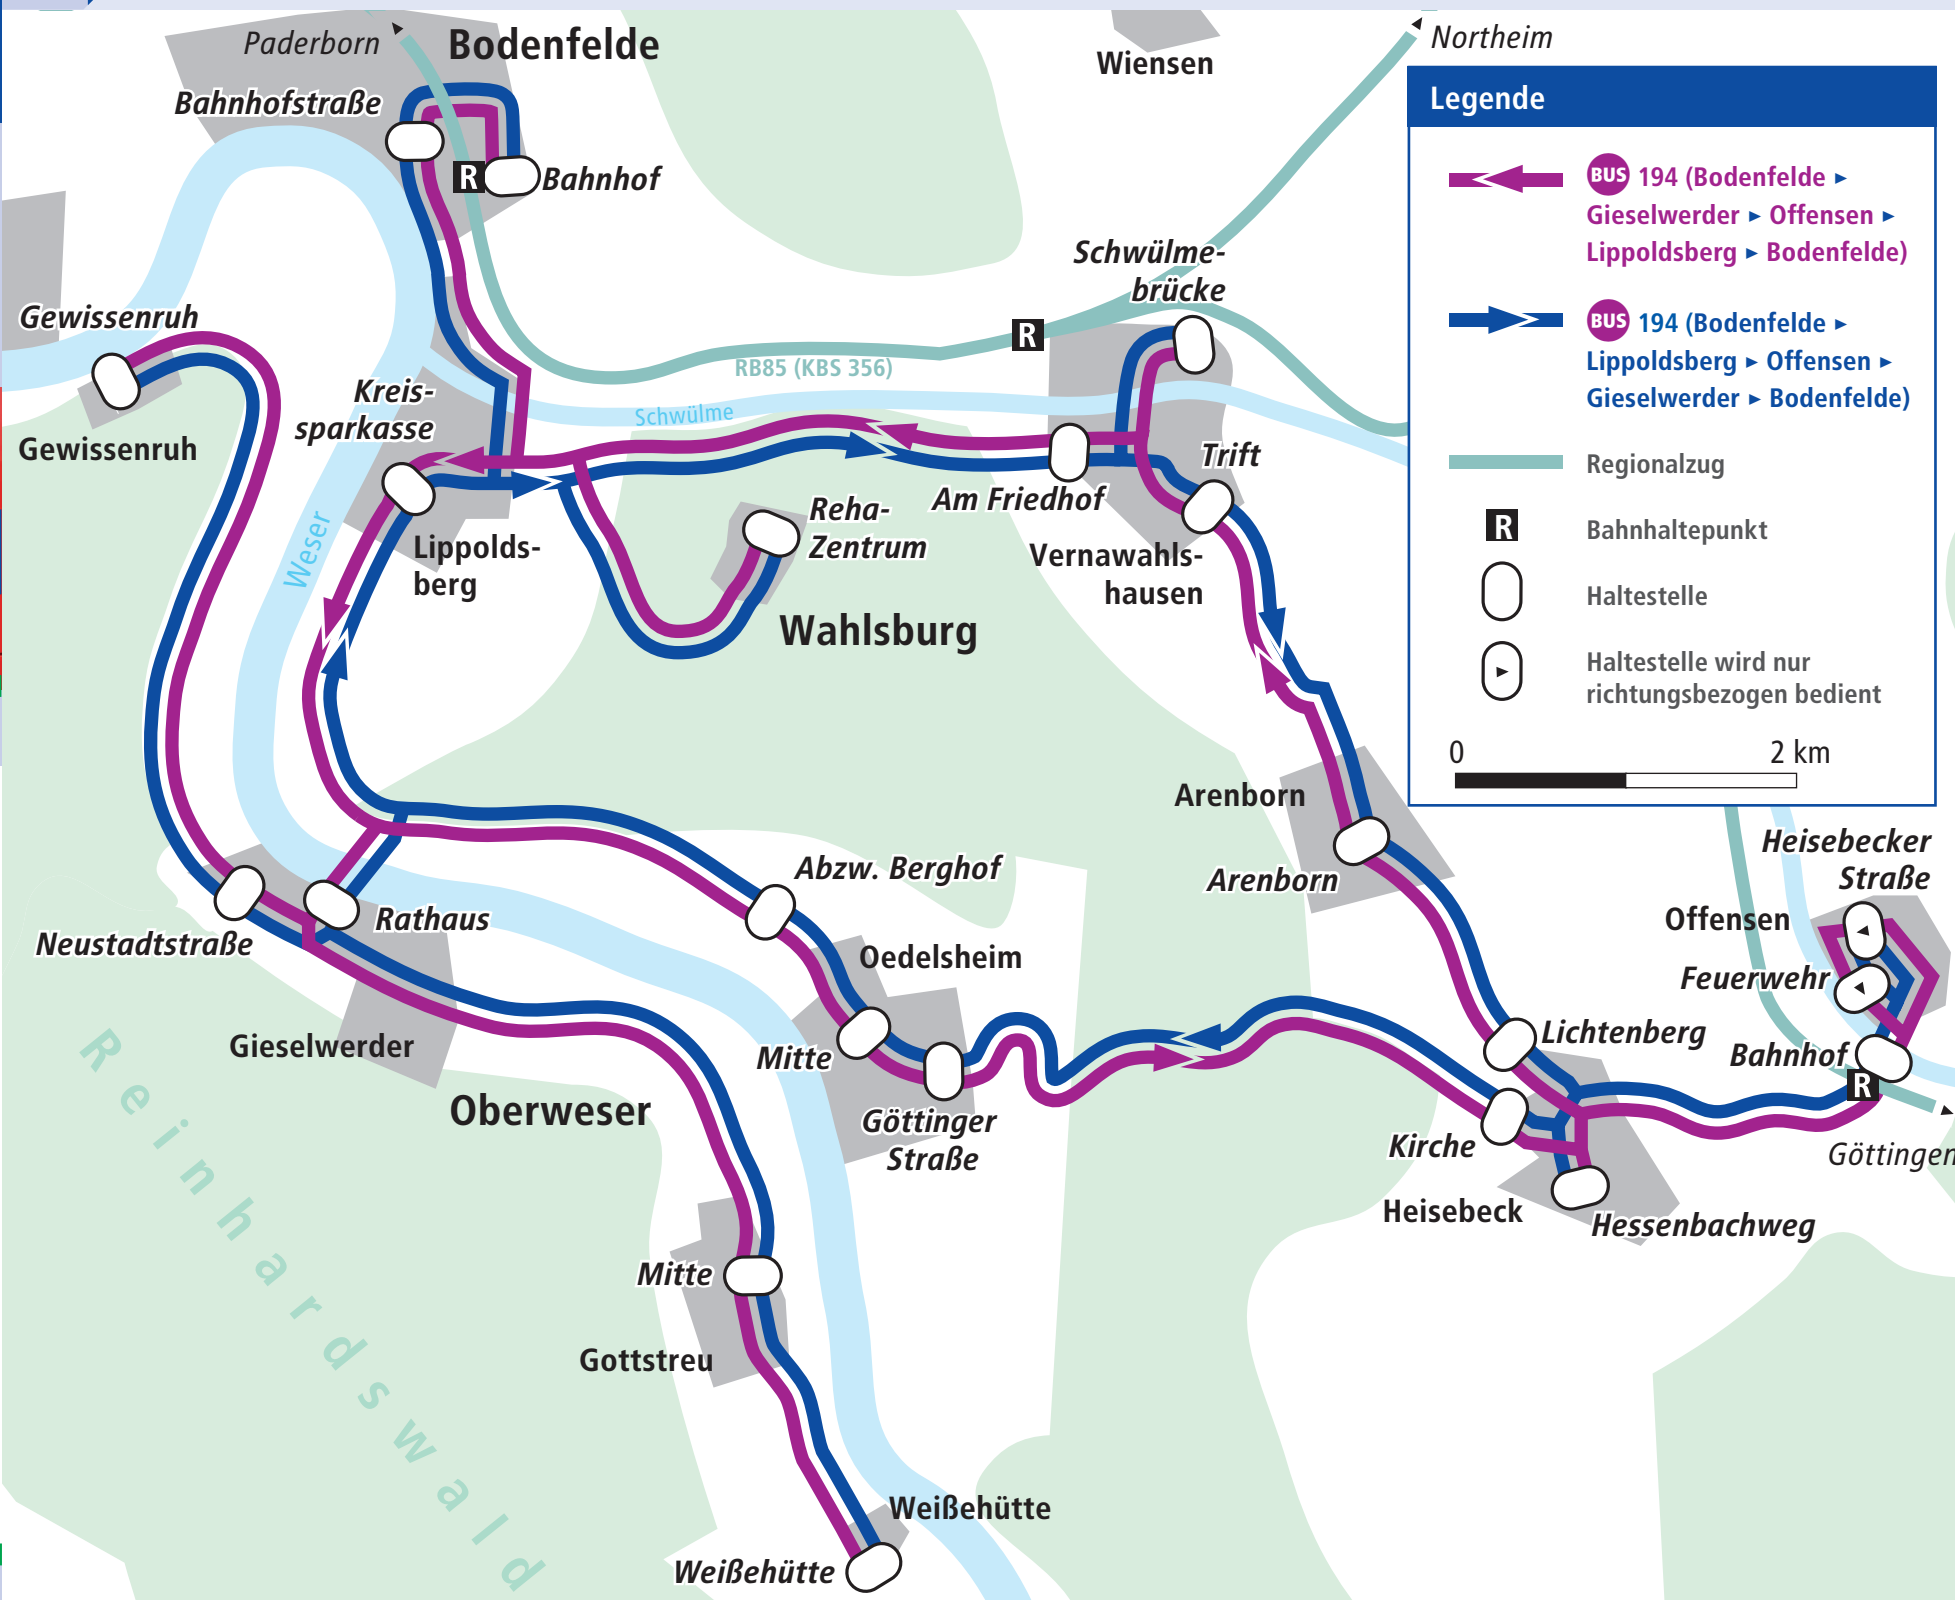 Paderborn
Bodenfelde
Bahnhofstraße
R
Bahnhof
Wiensen
Northeim
Legende
BUS 194 (Bodenfelde ►
Gieselwerder ► Offensen ►
Lippoldsberg ► Bodenfelde)
BUS 194 (Bodenfelde ►
Lippoldsberg ► Offensen ►
Gieselwerder ► Bodenfelde)
Regionalzug
R Bahnhaltepunkt
Haltestelle
Haltestelle wird nur
richtungsbezogen bedient
0 2 km
Schwülme-
brücke
R
RB85 (KBS 356)
Schwülme
Gewissenruh
Gewissenruh
Kreis-
sparkasse
Weser
Lippolds-
berg
Reha-
Zentrum
Wahlsburg
Am Friedhof
Trift
Vernawahls-
hausen
Arenborn
Arenborn
Abzw. Berghof
Rathaus
Neustadtstraße
Gieselwerder
Oedelsheim
Mitte
Göttinger
Straße
Oberweser
Heisebecker
Straße
Offensen
Feuerwehr
Bahnhof
R
Göttingen
Lichtenberg
Kirche
Heisebeck
Hessenbachweg
Mitte
Gottstreu
Weißehütte
Weißehütte
Reinhardswald